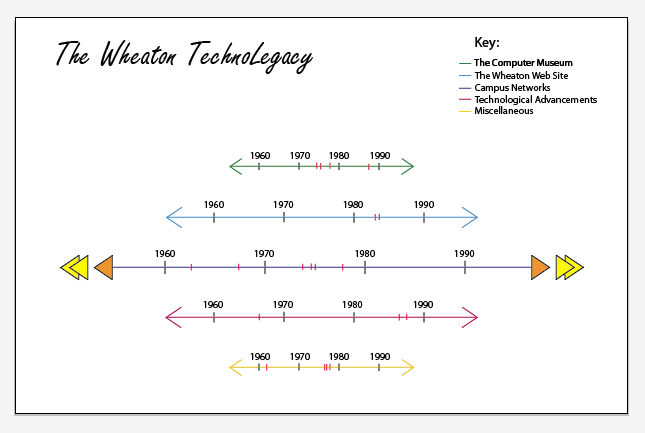 The Wheaton TechnoLegacy
Key:
The Computer Museum
The Wheaton Web Site
Campus Networks
Technological Advancements
Miscellaneous
1960 1970 1980 1990
1960 1970 1980 1990
1960 1970 1980 1990
1960 1970 1980 1990
1960 1970 1980 1990